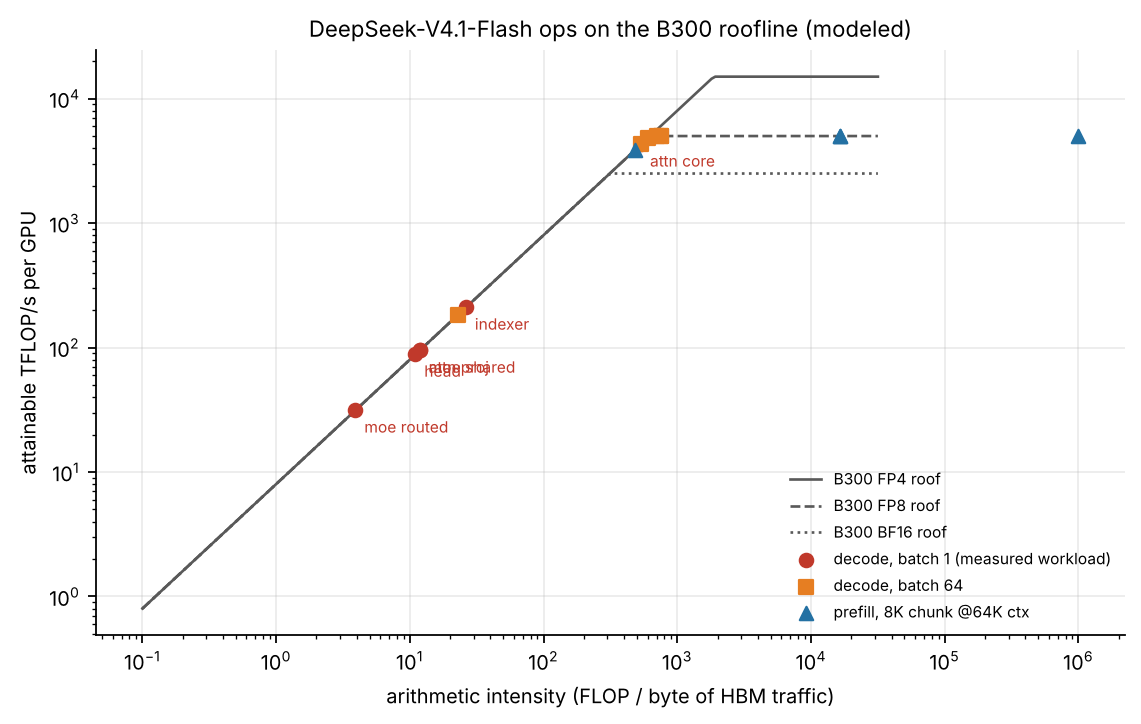 DeepSeek-V4.1-Flash ops on the B300 roofline (modeled)
attainable TFLOP/s per GPU
10⁴
10³
10²
10¹
10⁰
attn core
indexer
head
shared
moe routed
B300 FP4 roof
B300 FP8 roof
B300 BF16 roof
decode, batch 1 (measured workload)
decode, batch 64
prefill, 8K chunk @64K ctx
10⁻¹ 10⁰ 10¹ 10² 10³ 10⁴ 10⁵ 10⁶
arithmetic intensity (FLOP / byte of HBM traffic)